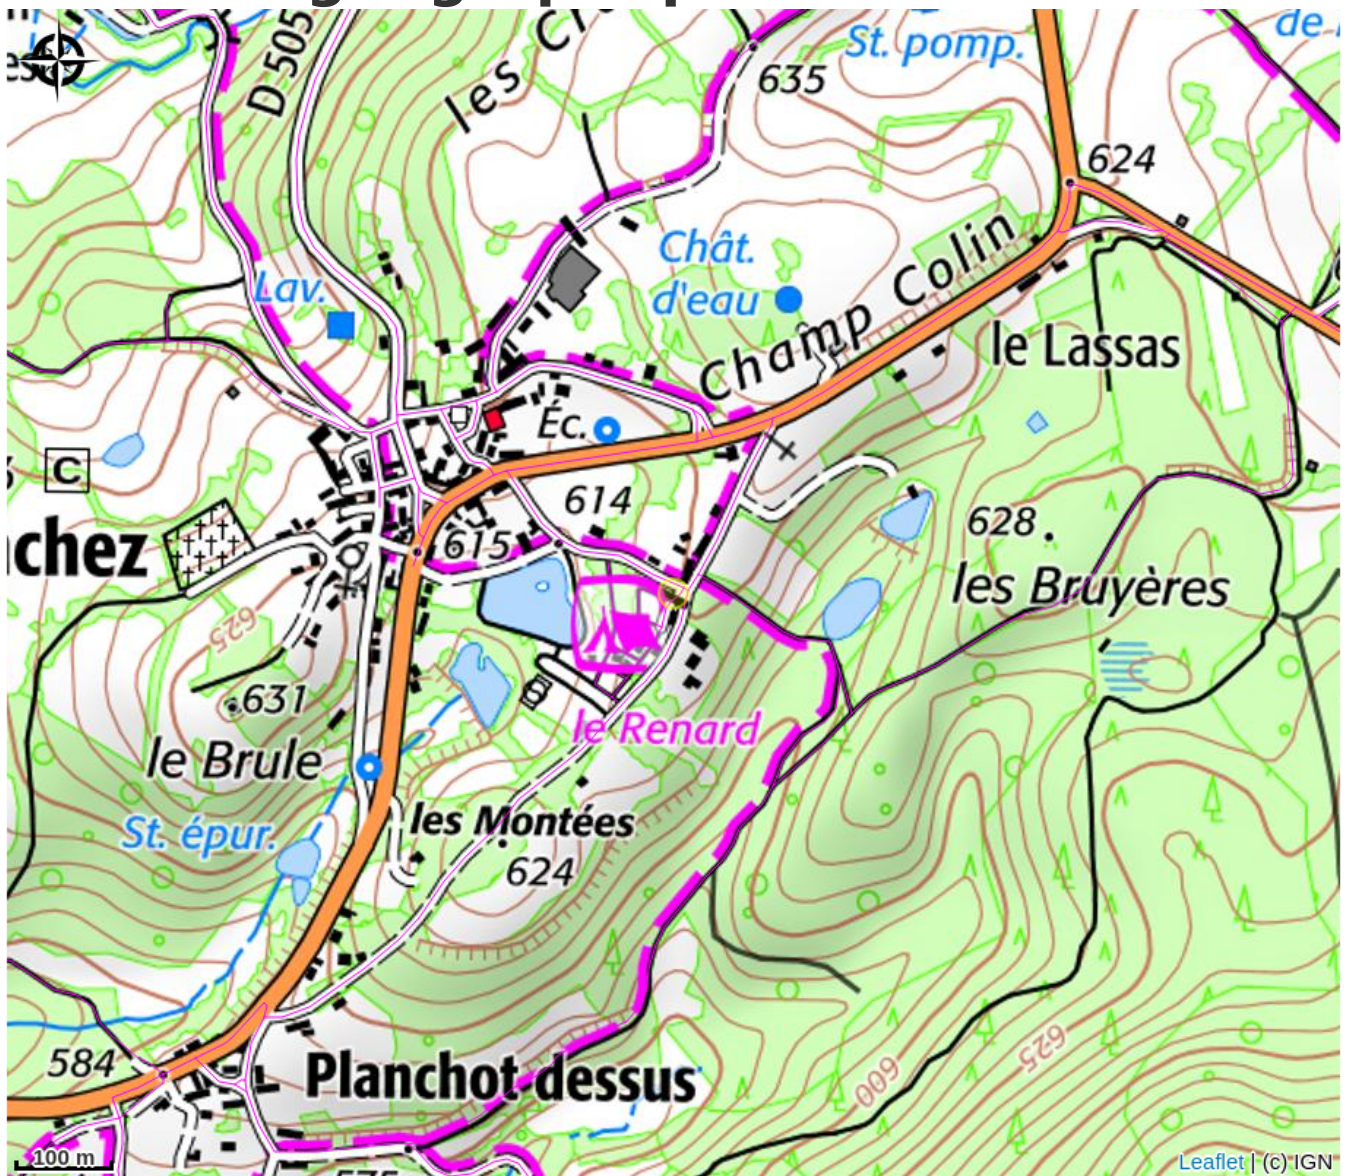 de
St. pomp.
D 505
les
635
624
Chât.
d'eau
Champ Colin
Lav.
le Lassas
Éc.
C
614
628
615
chez
les Bruyères
625
631
le Renard
le Brule
les Montées
St. épur.
624
584
Planchot dessus
600
625
100 m
Leaflet | (c) IGN